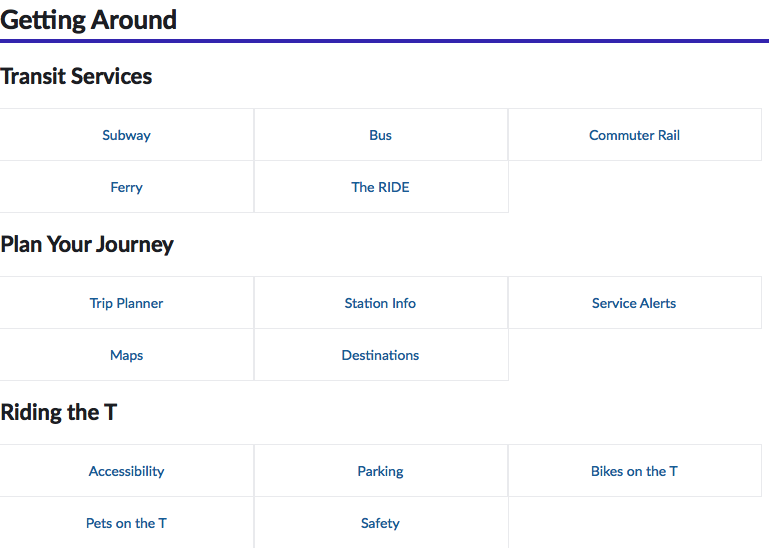 Getting Around
Transit Services
Subway Bus Commuter Rail
Ferry The RIDE
Plan Your Journey
Trip Planner Station Info Service Alerts
Maps Destinations
Riding the T
Accessibility Parking Bikes on the T
Pets on the T Safety